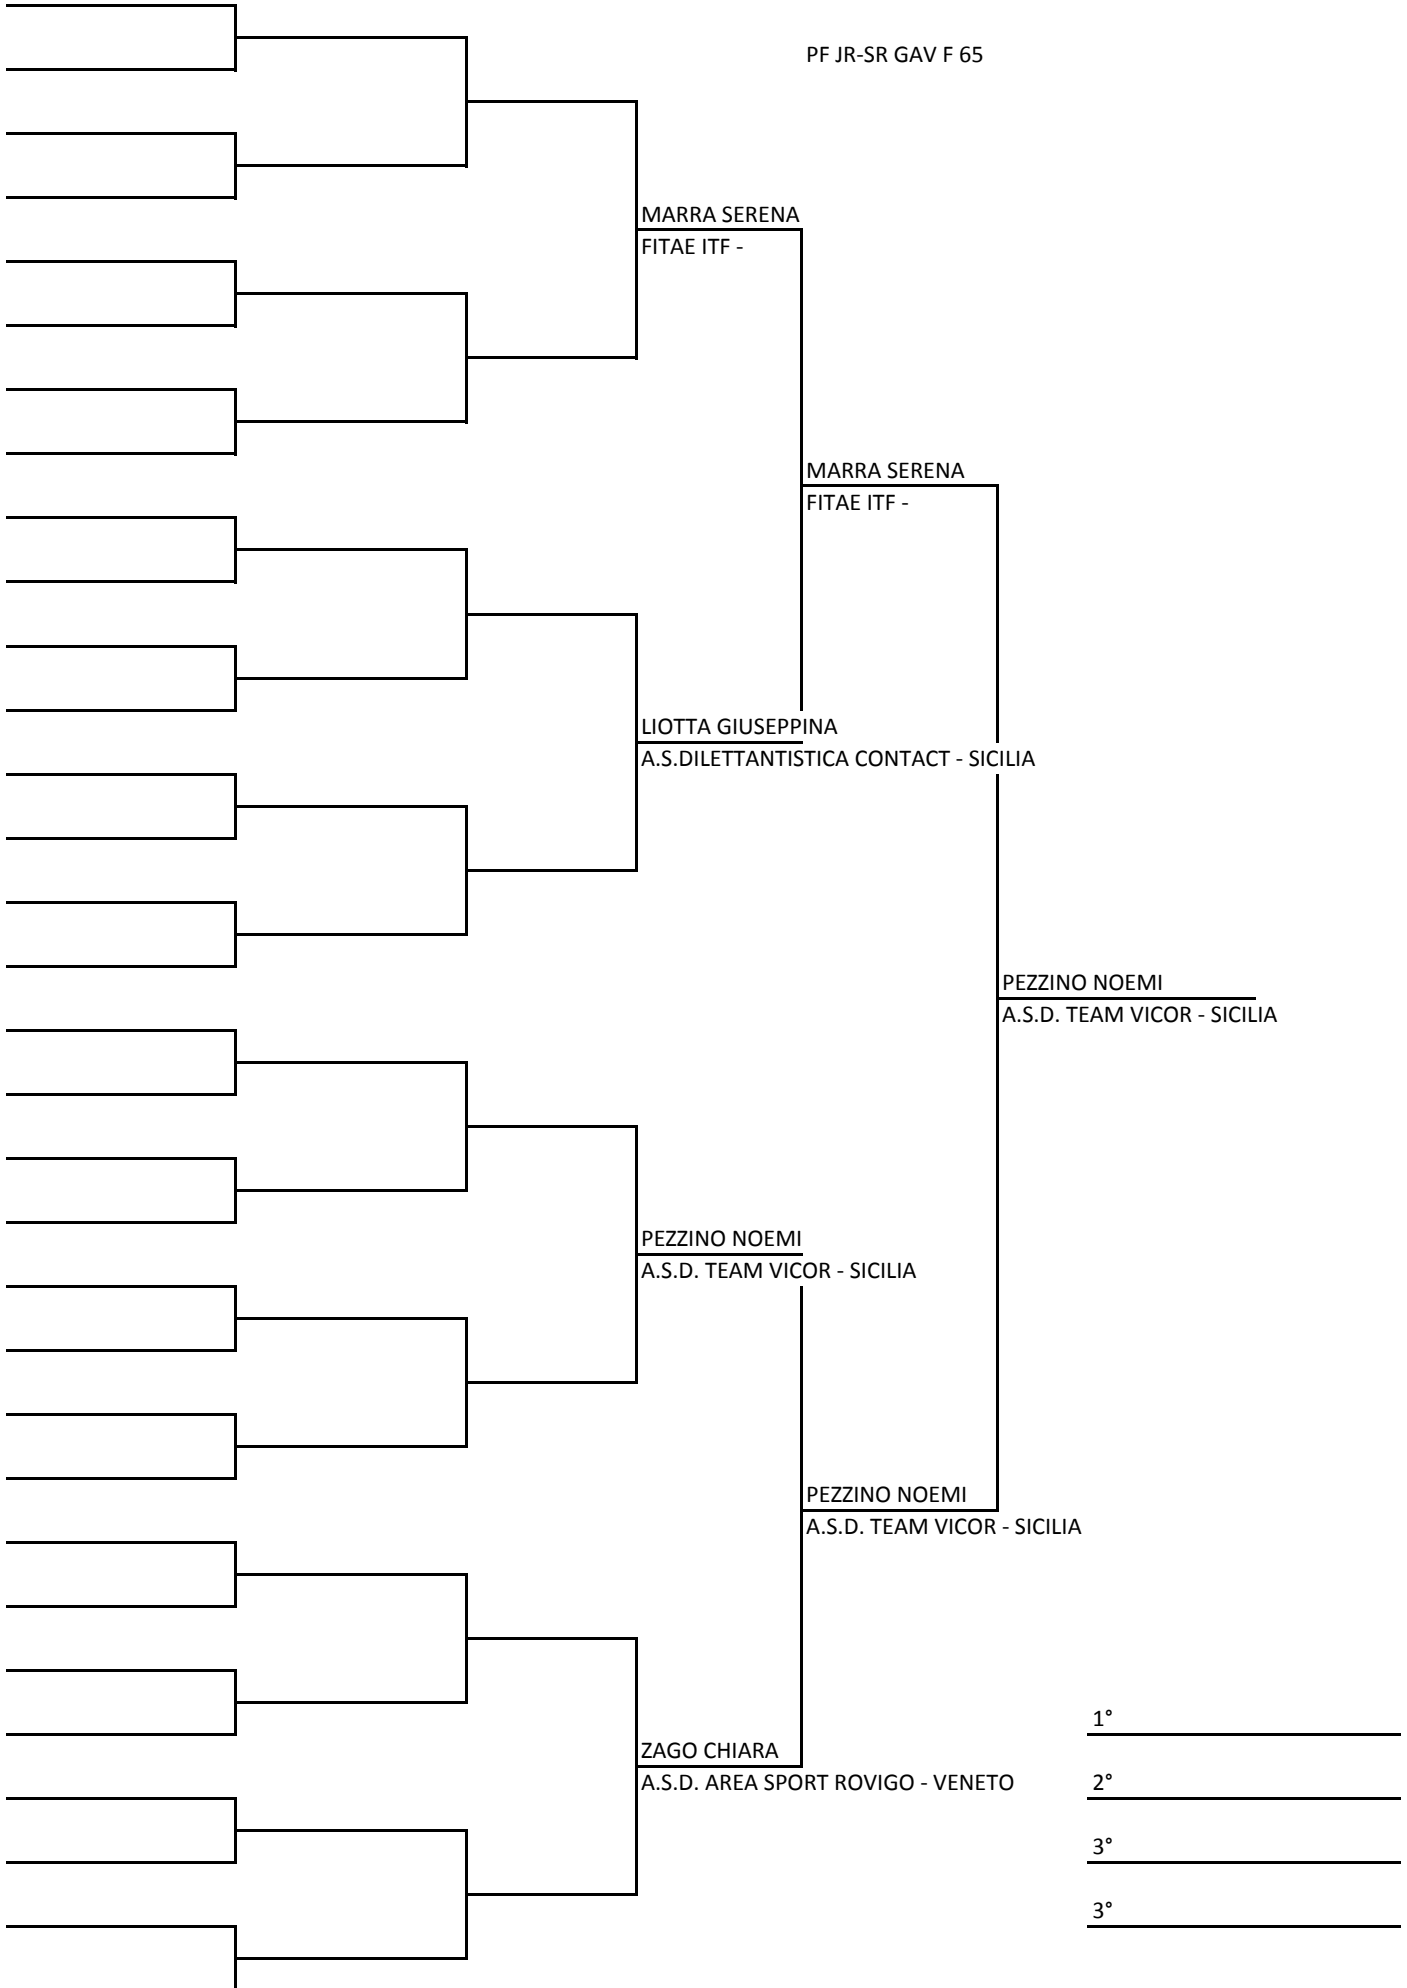 PF JR-SR GAV F 65
MARRA SERENA
FITAE ITF -
MARRA SERENA
FITAE ITF -
LIOTTA GIUSEPPINA
A.S.DILETTANTISTICA CONTACT - SICILIA
PEZZINO NOEMI
A.S.D. TEAM VICOR - SICILIA
PEZZINO NOEMI
A.S.D. TEAM VICOR - SICILIA
PEZZINO NOEMI
A.S.D. TEAM VICOR - SICILIA
1°
ZAGO CHIARA
A.S.D. AREA SPORT ROVIGO - VENETO
2°
3°
3°